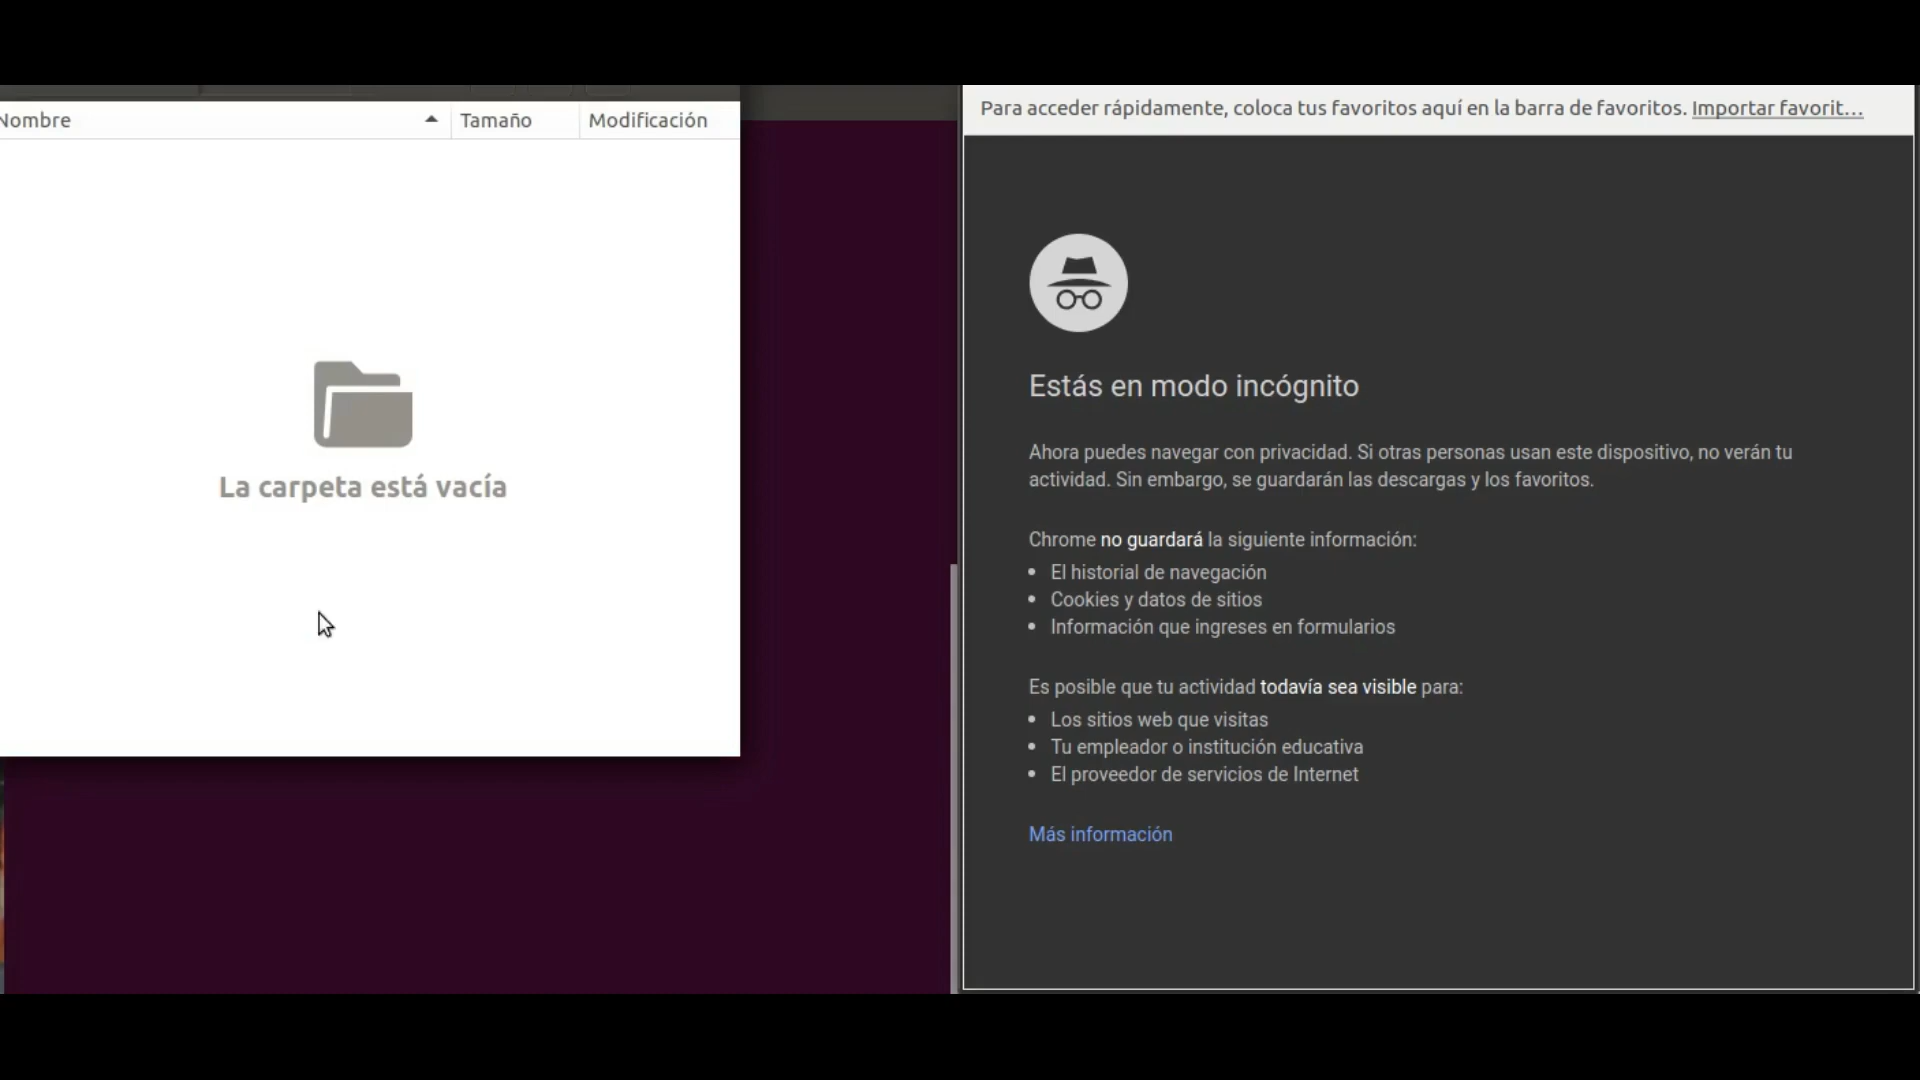 Nombre
Tamaño
Modificación
La carpeta está vacía
Para acceder rápidamente, coloca tus favoritos aquí en la barra de favoritos. Importar favorit...
Estás en modo incógnito
Ahora puedes navegar con privacidad. Si otras personas usan este dispositivo, no verán tu
actividad. Sin embargo, se guardarán las descargas y los favoritos.
Chrome no guardará la siguiente información:
• El historial de navegación
• Cookies y datos de sitios
• Información que ingreses en formularios
Es posible que tu actividad todavía sea visible para:
• Los sitios web que visitas
• Tu empleador o institución educativa
• El proveedor de servicios de Internet
Más información